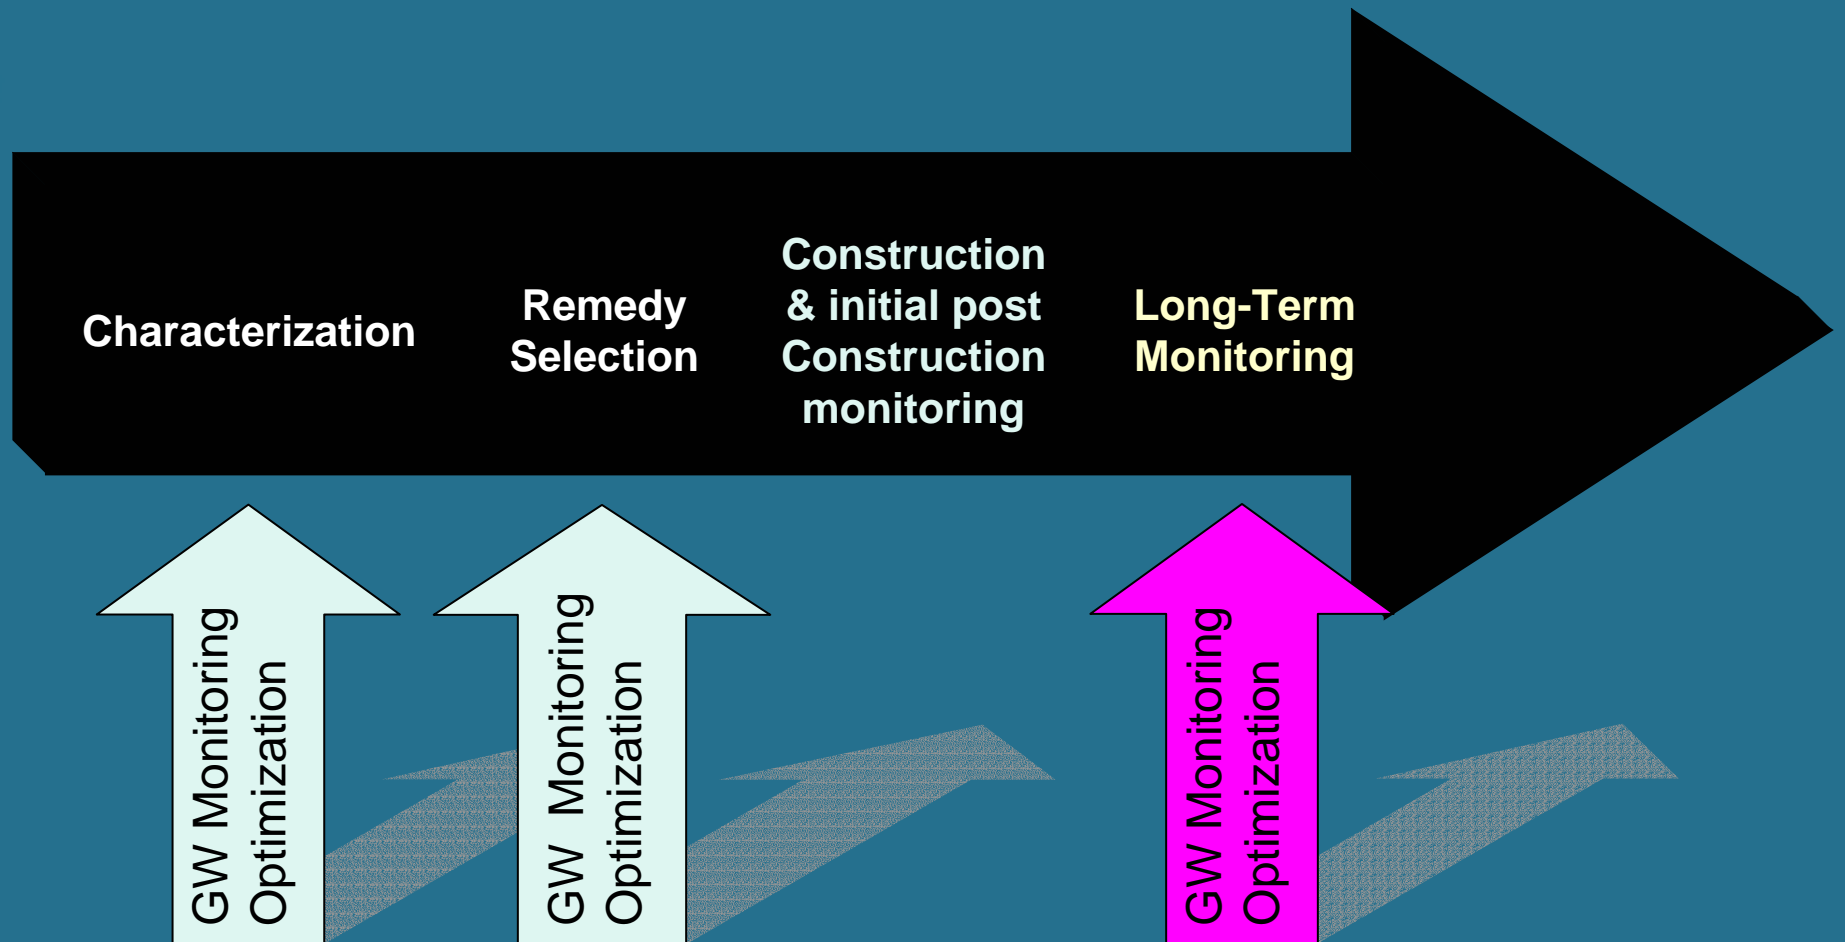 Characterization
Remedy
Selection
Construction
& initial post
Construction
monitoring
Long-Term
Monitoring
GW Monitoring
Optimization
GW Monitoring
Optimization
GW Monitoring
Optimization